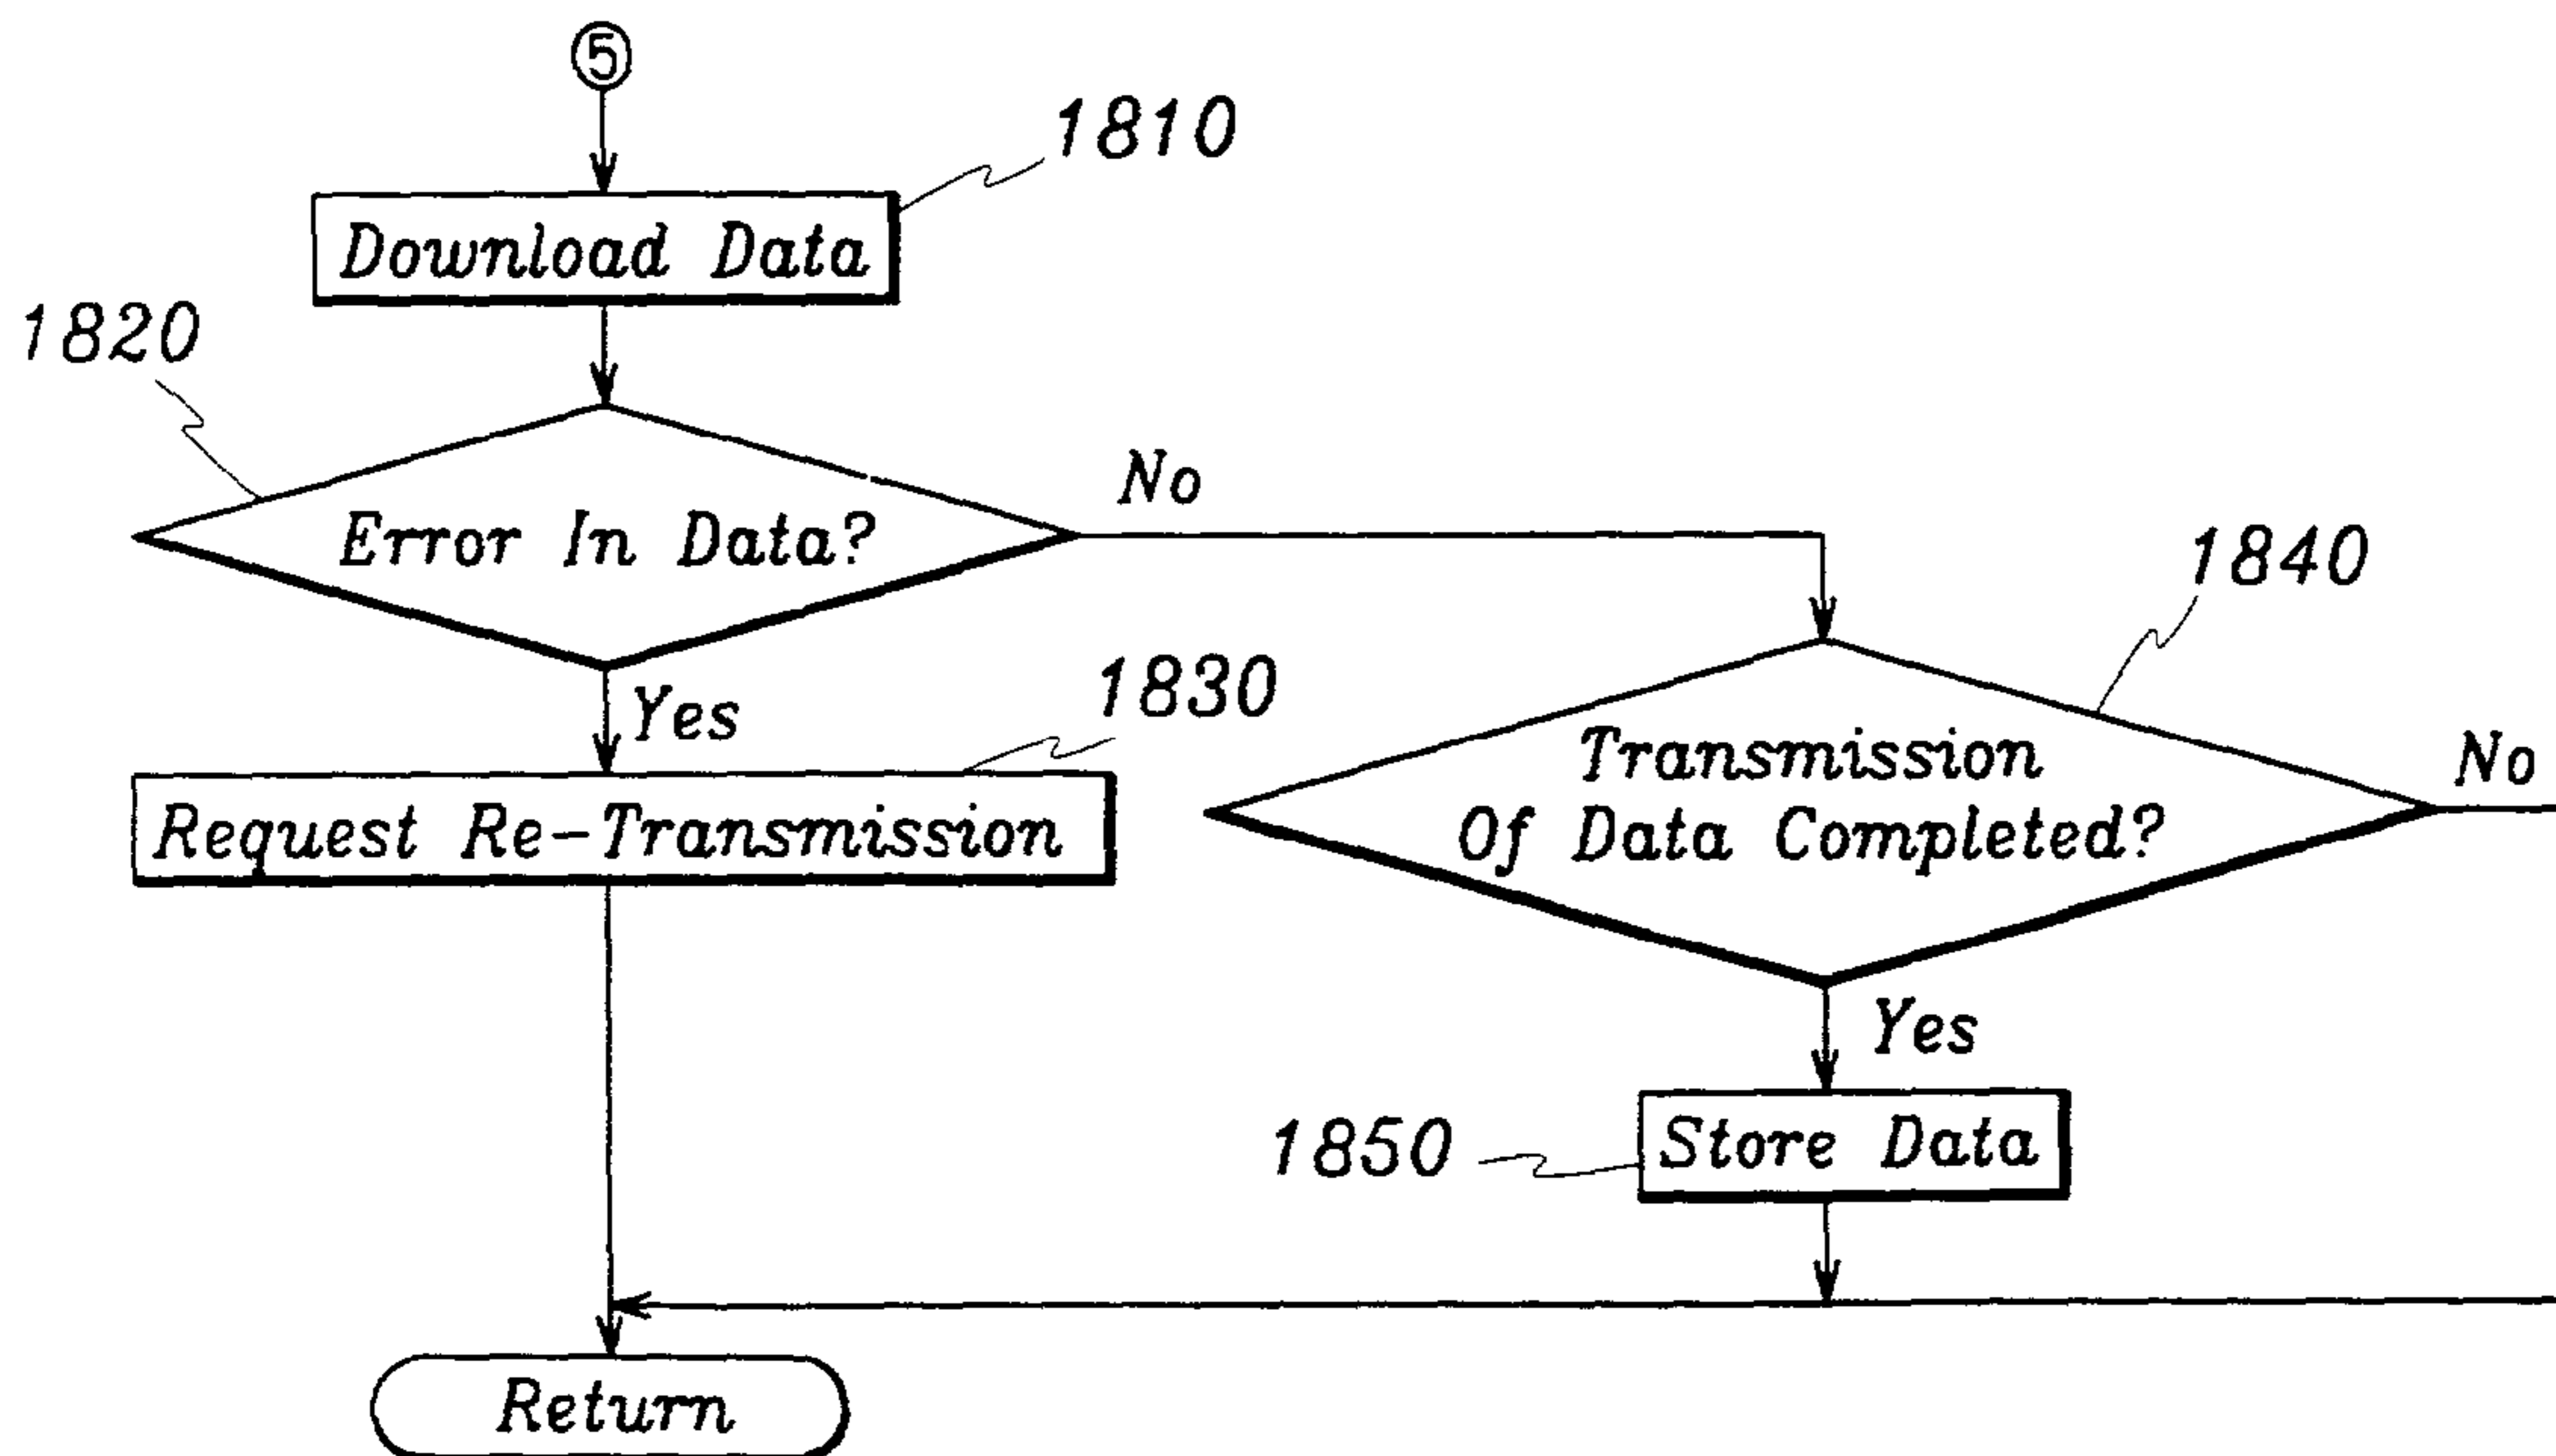 5
1810
Download Data
1820
No
Error In Data?
1840
Yes
1830
Transmission
No
Request Re-Transmission
Of Data Completed?
Yes
1850
Store Data
Return